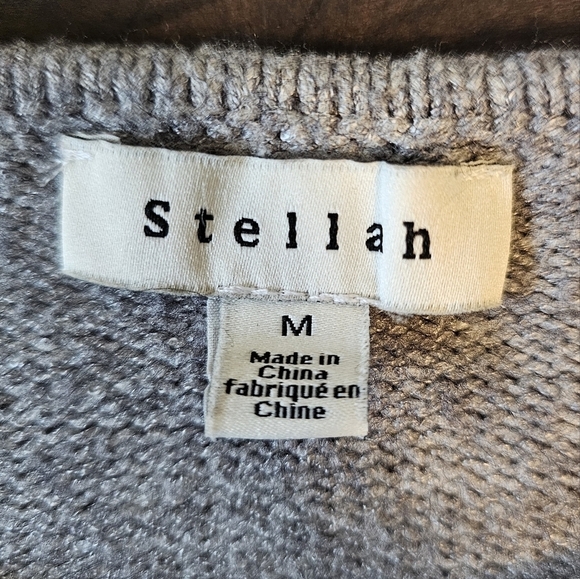 Stellah
M
Made in
China
fabriqué en
Chine